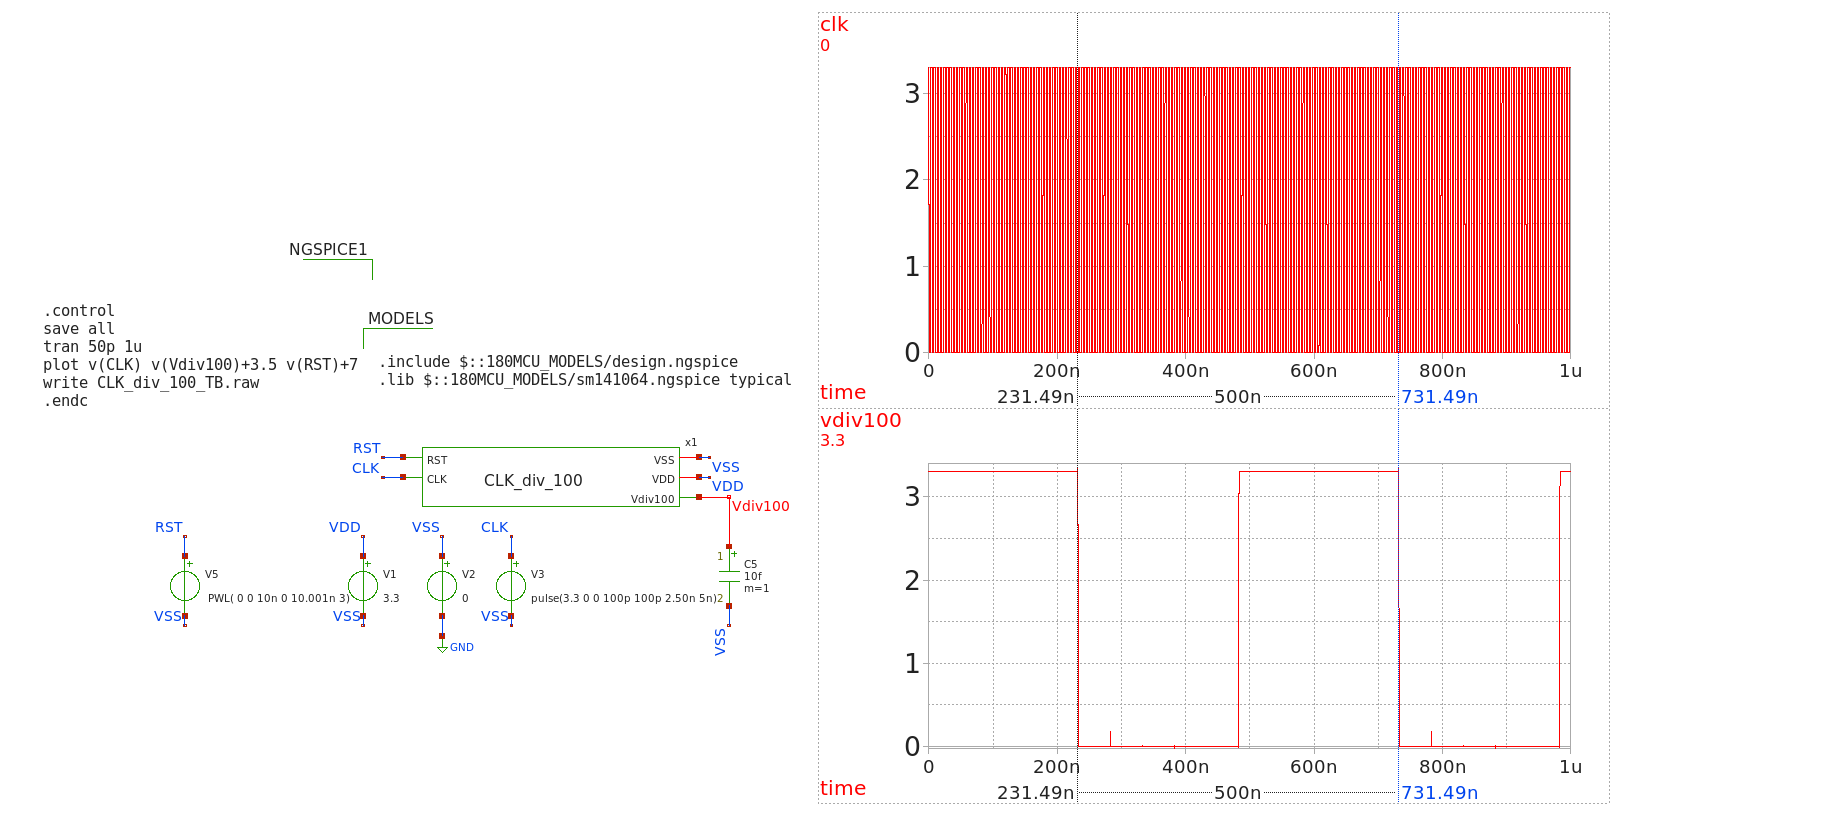 NGSPICE1
.control
save all
tran 50p 1u
plot v(CLK) v(Vdiv100)+3.5 v(RST)+7
write CLK_div_100_TB.raw
.endc
MODELS
.include $::180MCU_MODELS/design.ngspice
.lib $::180MCU_MODELS/sm141064.ngspice typical
RST
CLK
RST
CLK
CLK_div_100
x1
VSS
VDD
Vdiv100
VSS
VDD
Vdiv100
RST
V5
PWL( 0 0 10n 0 10.001n 3)
VSS
VDD
V1
3.3
VSS
VSS
V2
0
GND
CLK
V3
pulse(3.3 0 0 100p 100p 2.50n 5n)
VSS
1
C5
10f
m=1
2
VSS
clk
0
3
2
1
0
0 200n 400n 600n 800n 1u
time
231.49n 500n 731.49n
vdiv100
3.3
3
2
1
0
0 200n 400n 600n 800n 1u
time
231.49n 500n 731.49n